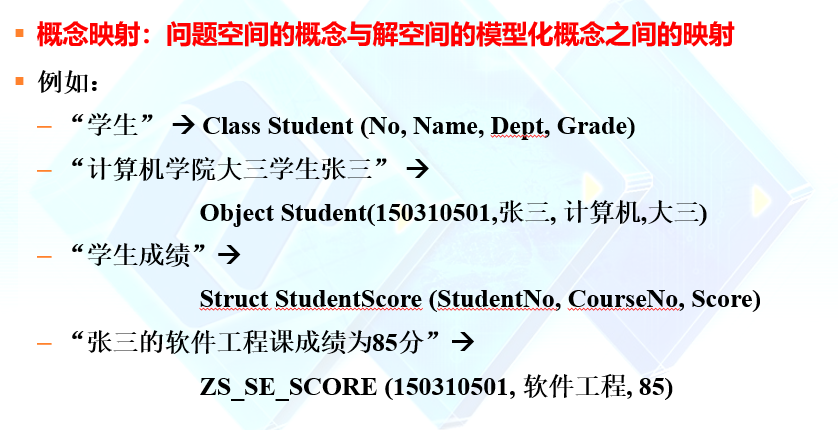 ▪ 概念映射：问题空间的概念与解空间的模型化概念之间的映射
▪ 例如：
– “学生” → Class Student (No, Name, Dept, Grade)
– “计算机学院大三学生张三” →
Object Student(150310501,张三, 计算机,大三)
– “学生成绩”→
Struct StudentScore (StudentNo, CourseNo, Score)
– “张三的软件工程课成绩为85分”→
ZS_SE_SCORE (150310501, 软件工程, 85)